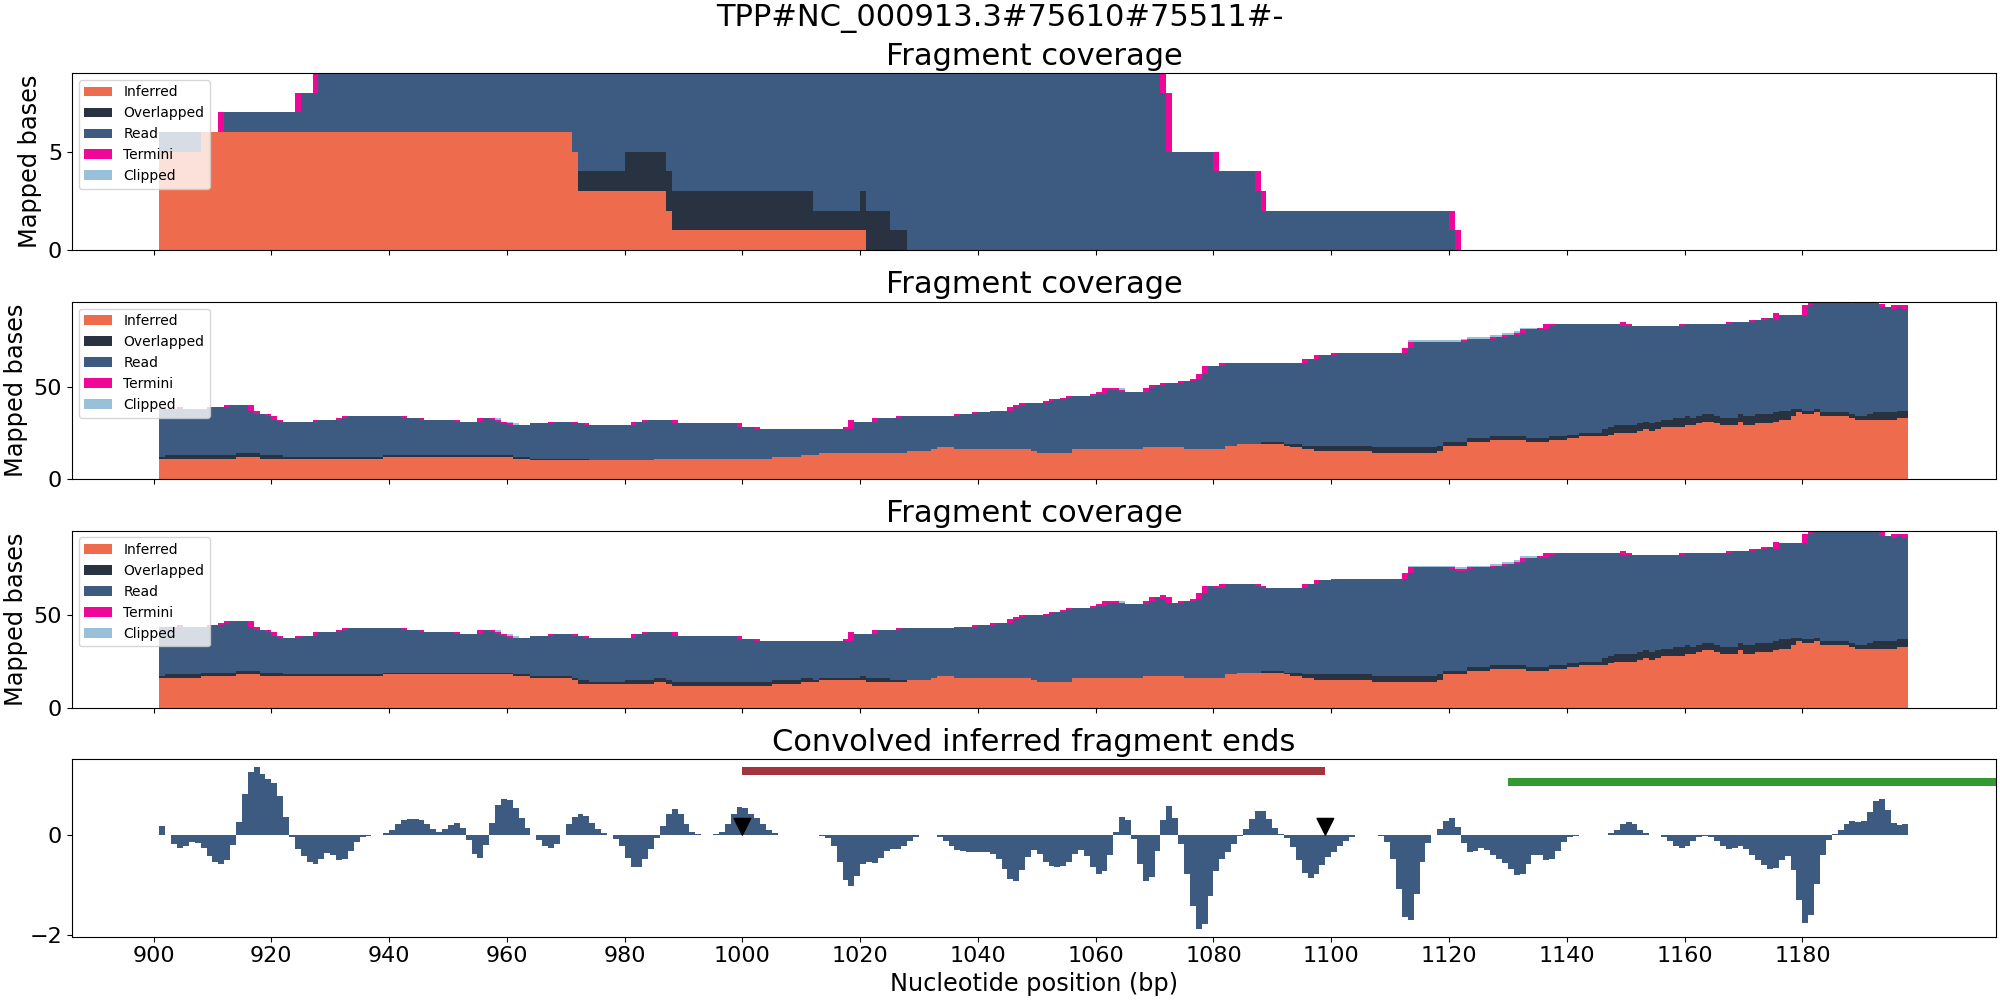 TPP#NC_000913.3#75610#75511#-
Fragment coverage
Mapped bases
5
0
Inferred
Overlapped
Read
Termini
Clipped
Fragment coverage
Mapped bases
50
0
Inferred
Overlapped
Read
Termini
Clipped
Fragment coverage
Mapped bases
50
0
Inferred
Overlapped
Read
Termini
Clipped
Convolved inferred fragment ends
0
−2
900 920 940 960 980 1000 1020 1040 1060 1080 1100 1120 1140 1160 1180
Nucleotide position (bp)